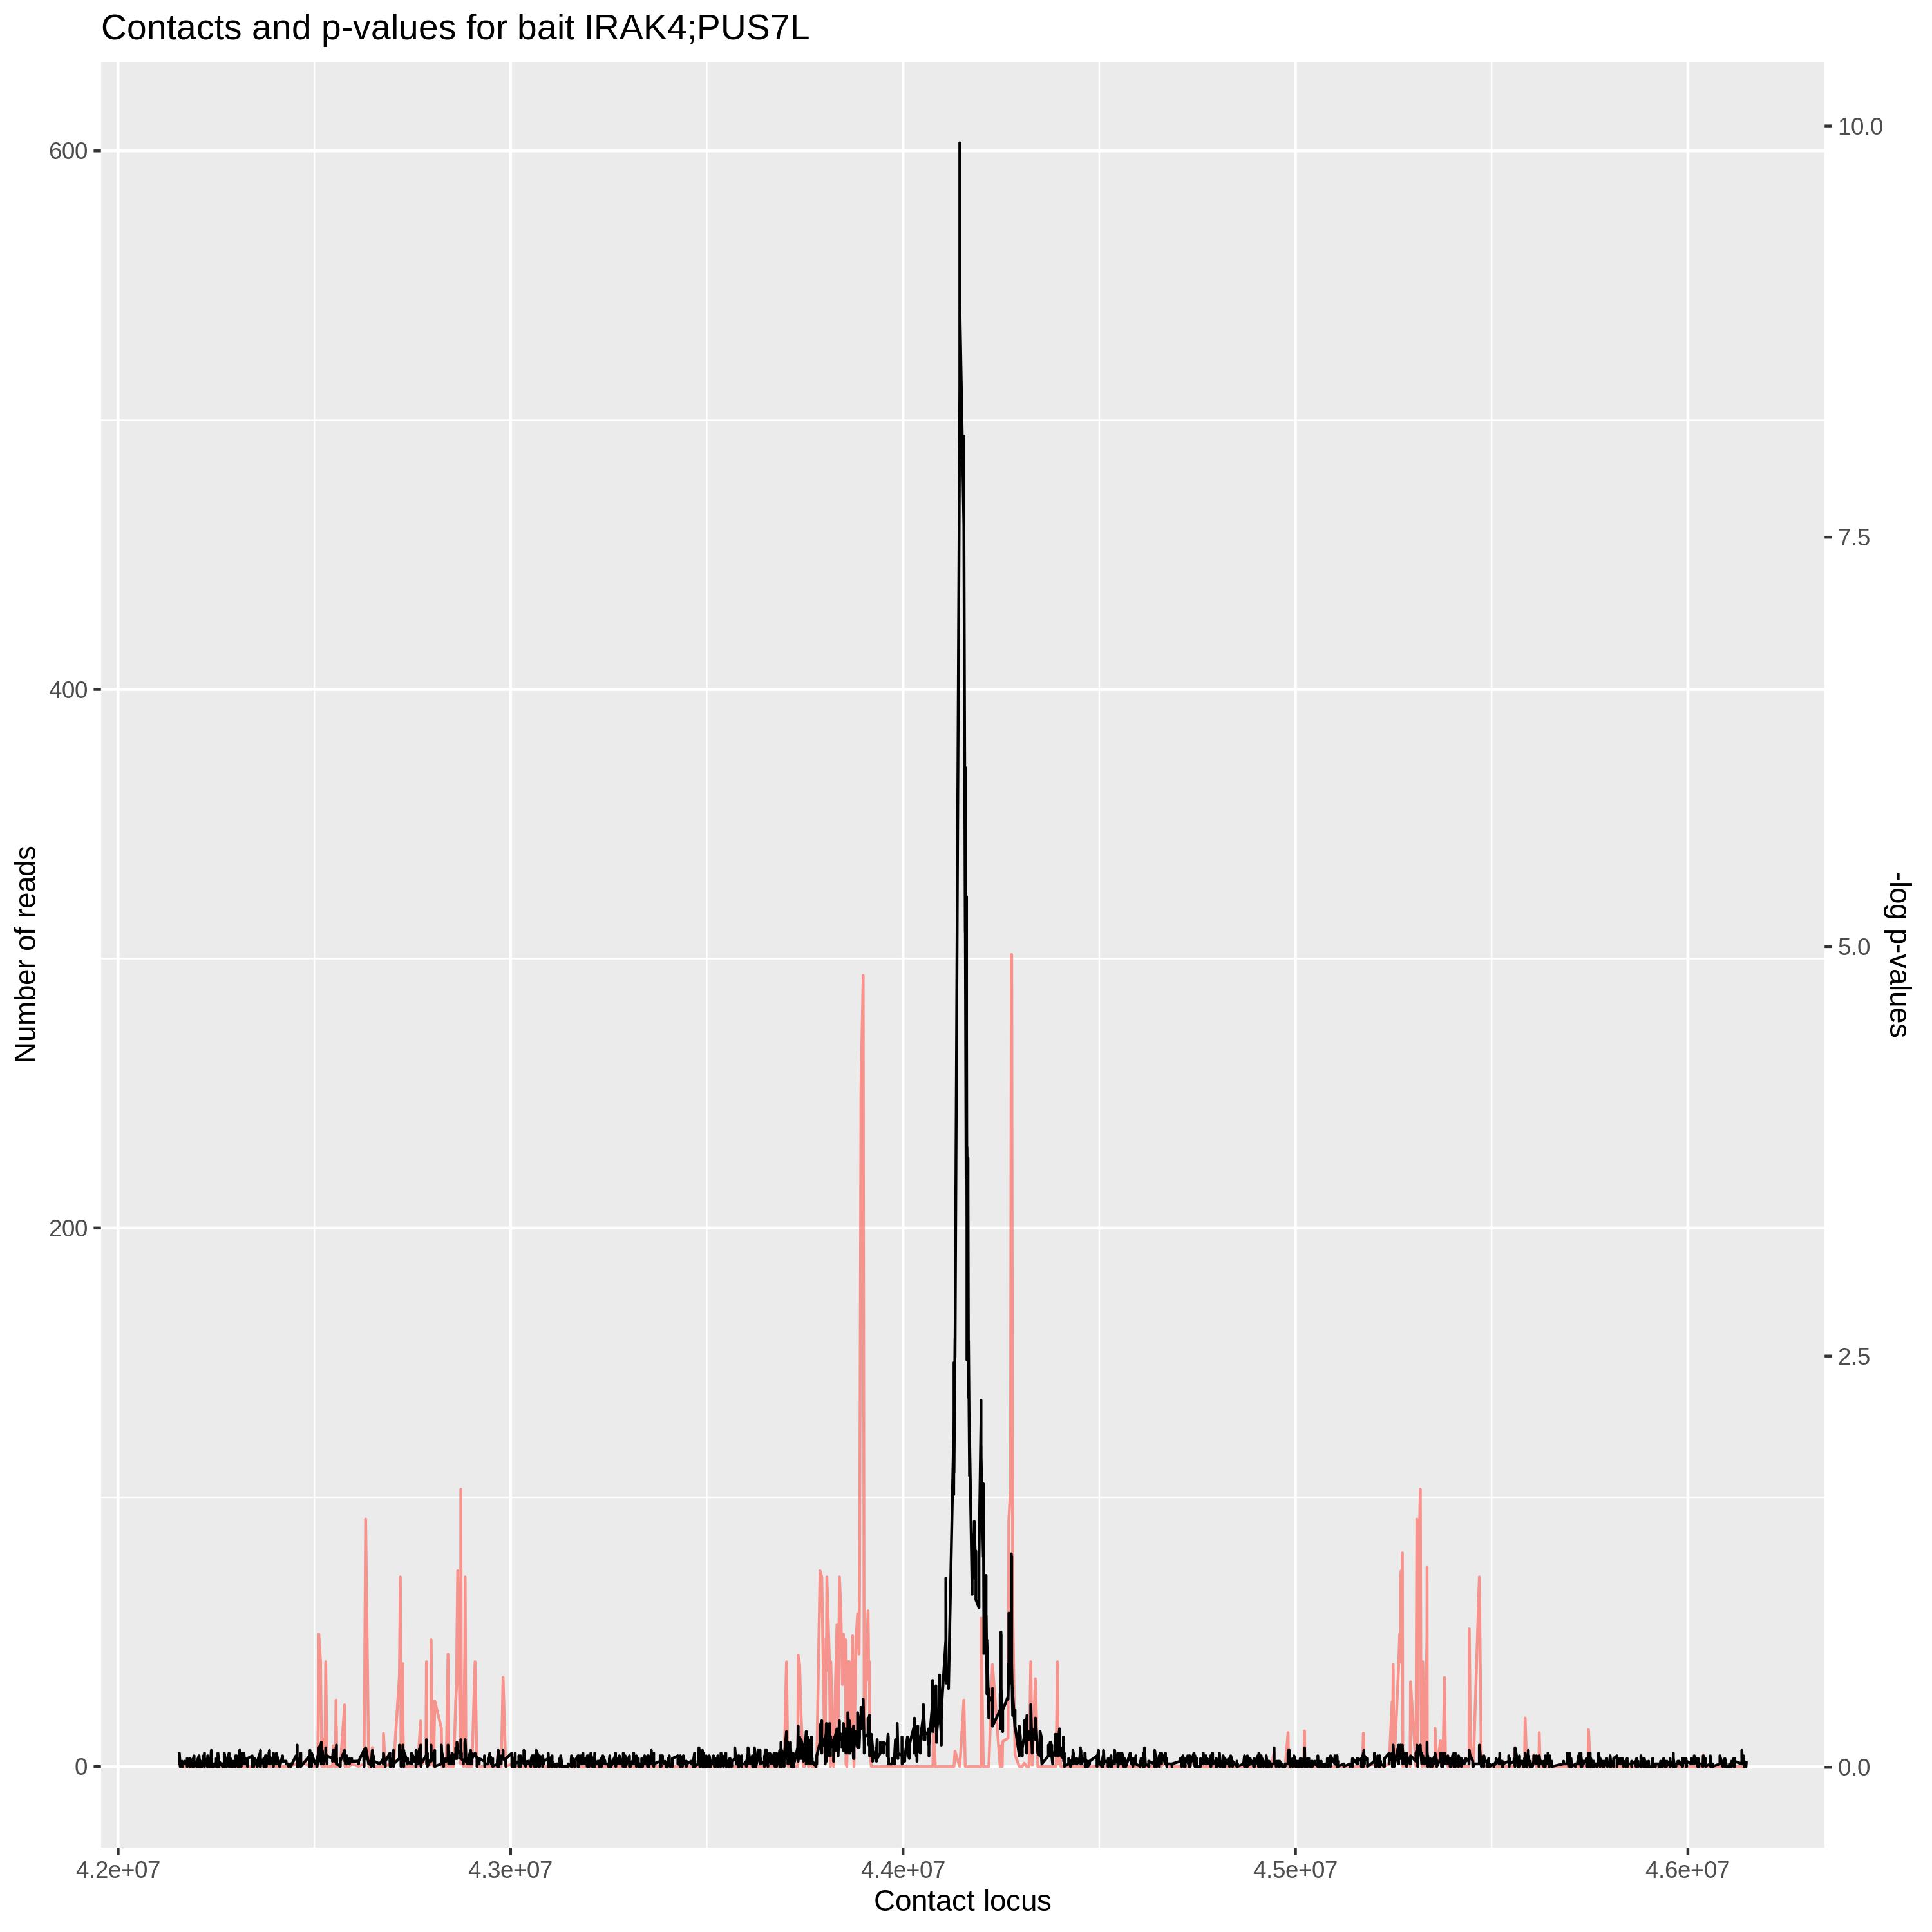 Contacts and p-values for bait IRAK4;PUS7L
600
400
200
0
Number of reads
10.0
7.5
5.0
2.5
0.0
-log p-values
4.2e+07
4.3e+07
4.4e+07
4.5e+07
4.6e+07
Contact locus